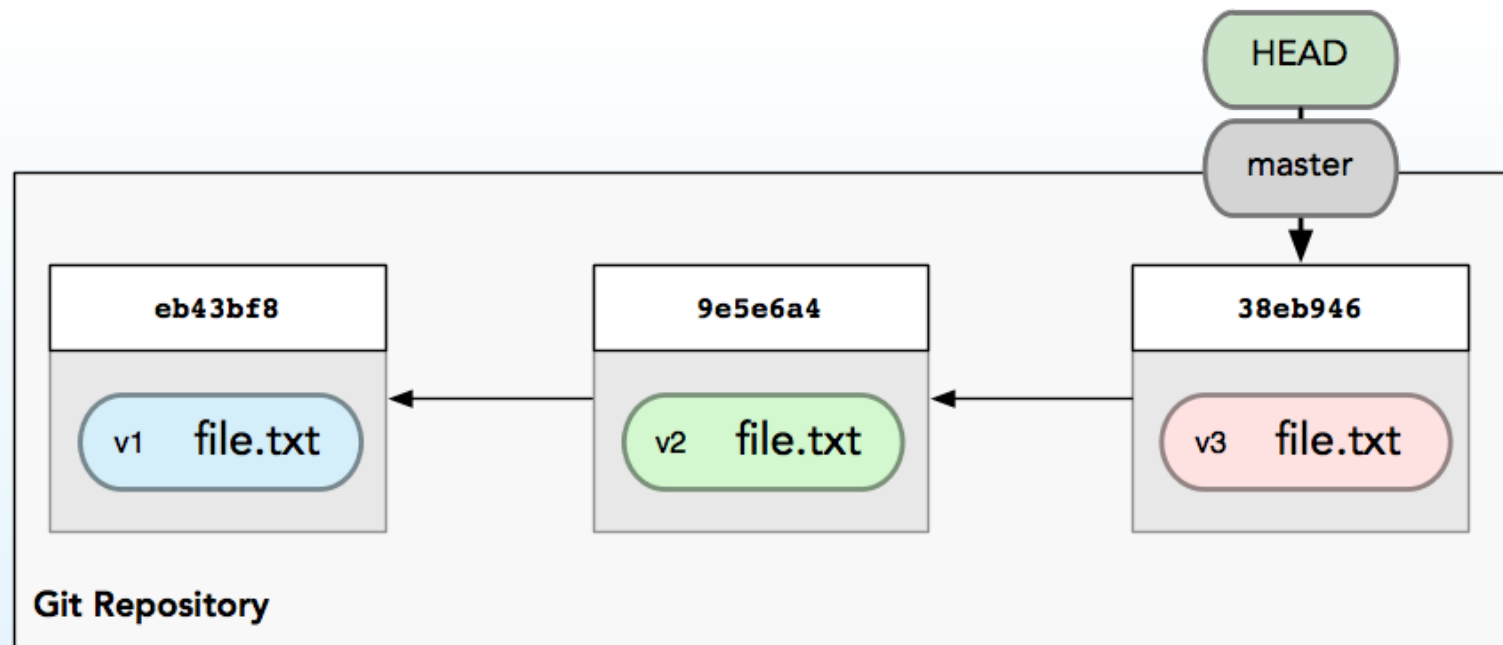 HEAD
master
eb43bf8
9e5e6a4
38eb946
v1 file.txt
v2 file.txt
v3 file.txt
Git Repository